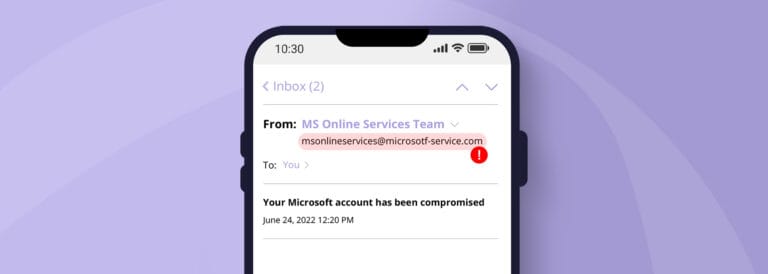 10:30
Inbox (2)
From: MS Online Services Team
msonlineservices@microsotf-service.com
!
To: You
Your Microsoft account has been compromised
June 24, 2022 12:20 PM